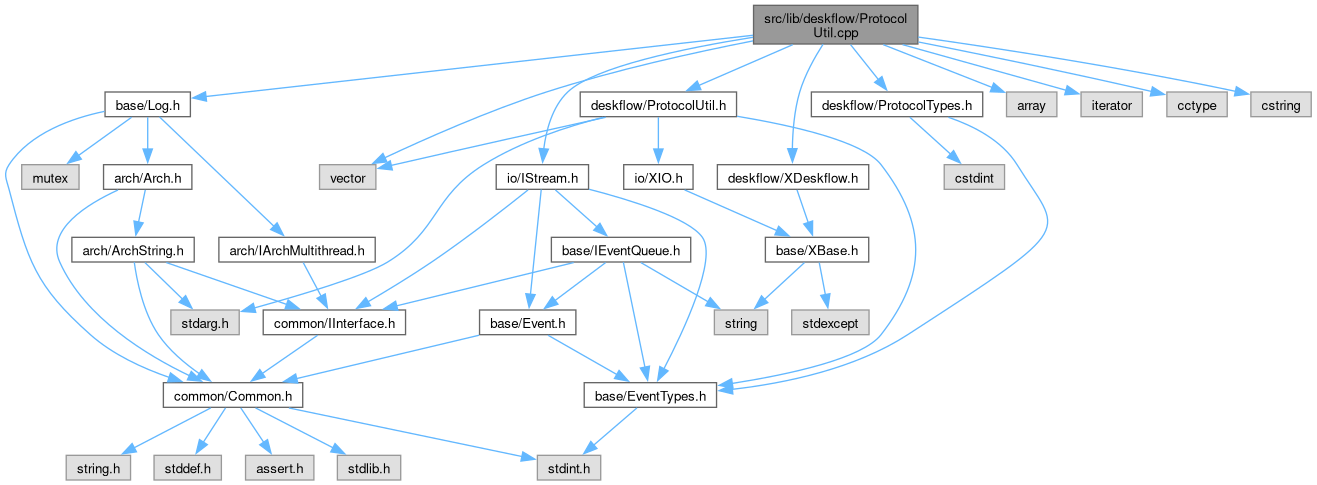 src/lib/deskflow/Protocol
Util.cpp
base/Log.h
deskflow/ProtocolUtil.h
deskflow/ProtocolTypes.h
array
iterator
cctype
cstring
mutex
arch/Arch.h
vector
io/IStream.h
io/XIO.h
deskflow/XDeskflow.h
cstdint
arch/ArchString.h
arch/IArchMultithread.h
base/IEventQueue.h
base/XBase.h
stdarg.h
common/IInterface.h
base/Event.h
string
stdexcept
common/Common.h
base/EventTypes.h
string.h
stddef.h
assert.h
stdlib.h
stdint.h